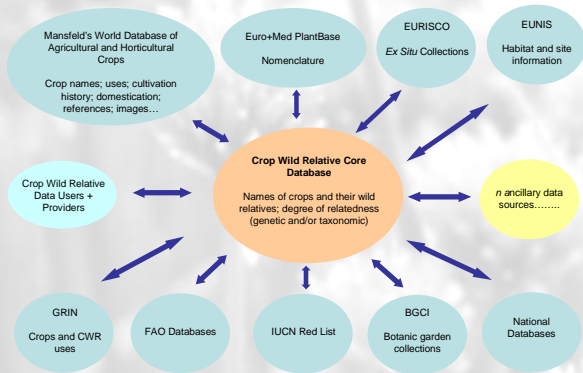 Mansfeld's World Database of
Agricultural and Horticultural
Crops
Crop names; uses; cultivation
history; domestication;
references; images…
Euro+Med PlantBase
Nomenclature
EURISCO
Ex Situ Collections
EUNIS
Habitat and site
information
Crop Wild Relative Core
Database
Names of crops and their wild
relatives; degree of relatedness
(genetic and/or taxonomic)
Crop Wild Relative
Data Users +
Providers
n ancillary data
sources……..
GRIN
Crops and CWR
uses
FAO Databases
IUCN Red List
BGCI
Botanic garden
collections
National
Databases